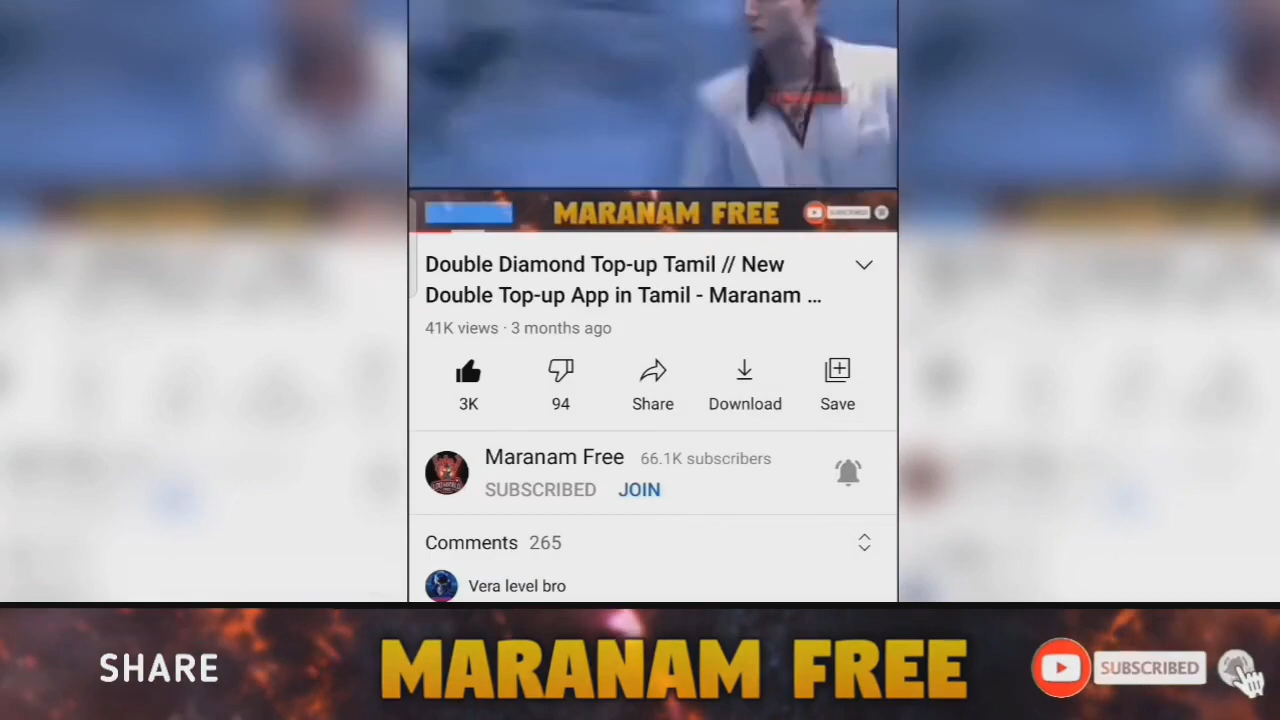 MARANAM FREE
SUBSCRIBED
Double Diamond Top-up Tamil // New
Double Top-up App in Tamil - Maranam ...
41K views · 3 months ago
3K
94
Share
Download
Save
Maranam Free 66.1K subscribers
SUBSCRIBED JOIN
Comments 265
Vera level bro
SHARE
MARANAM FREE
SUBSCRIBED